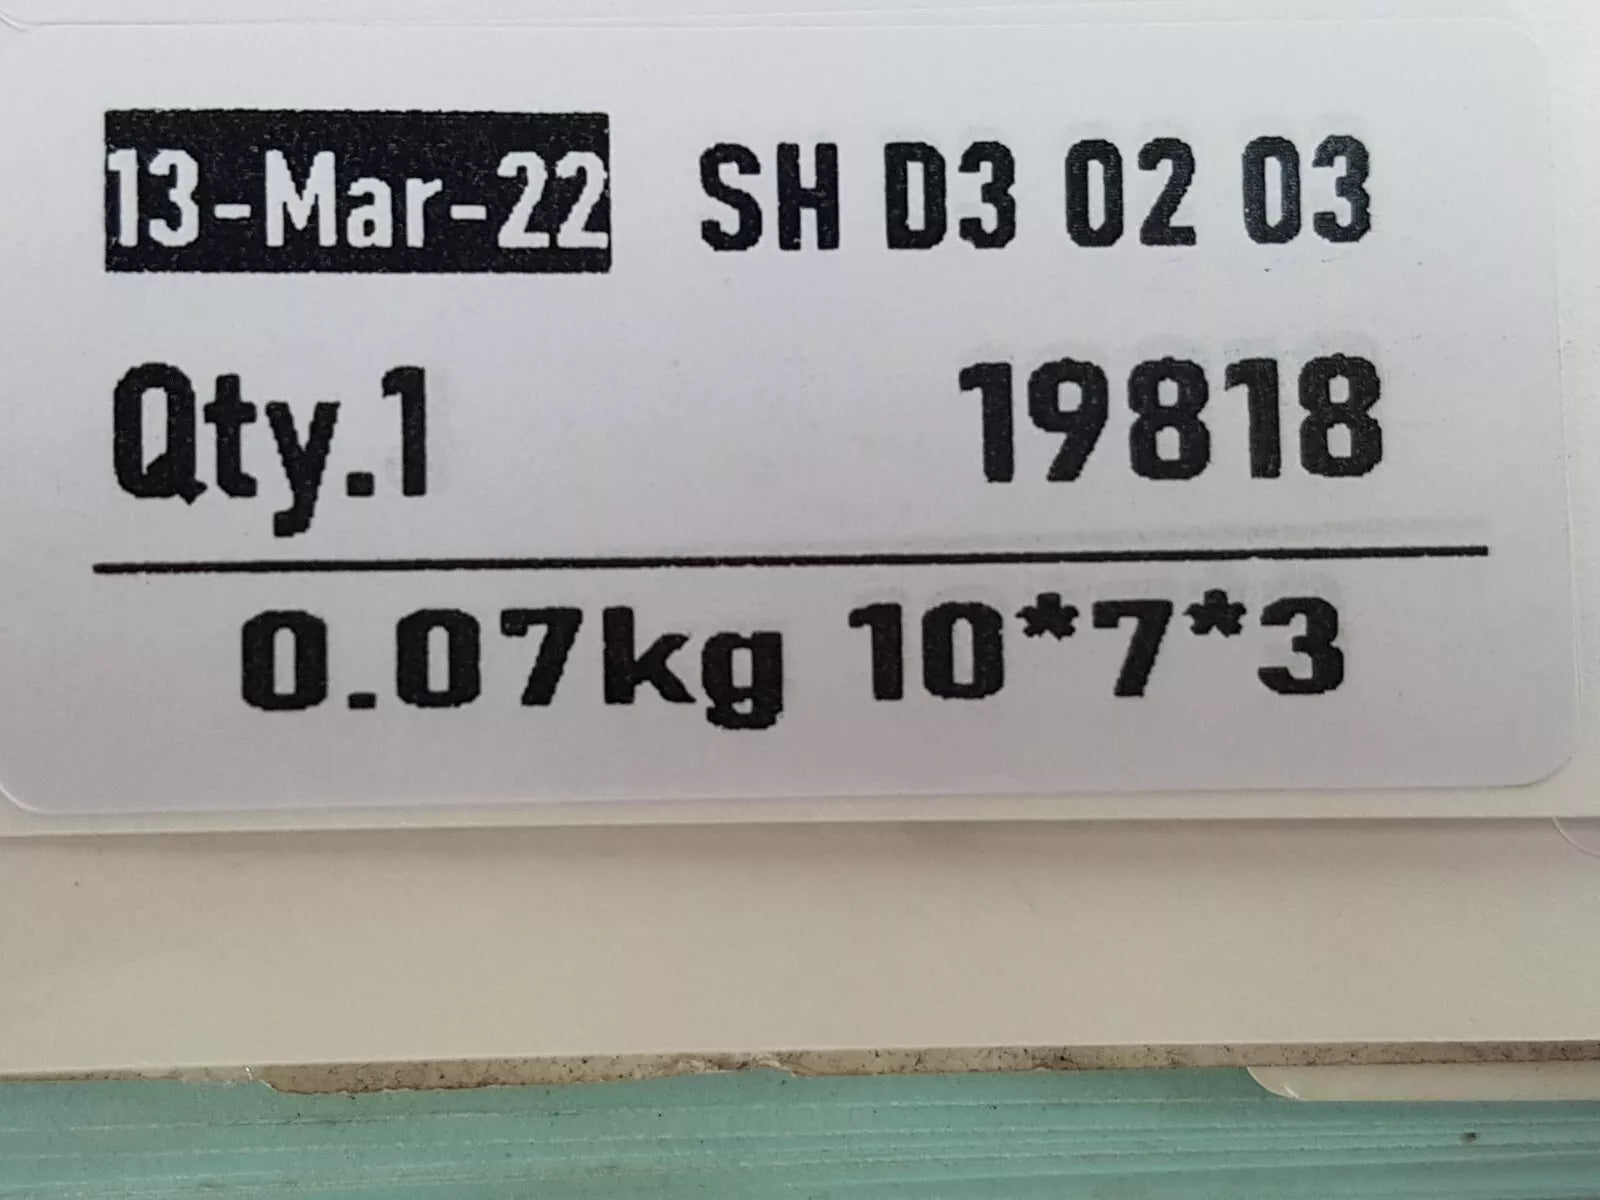 13-Mar-22 SH D3 02 03
Qty.1 19818
0.07kg 10*7*3